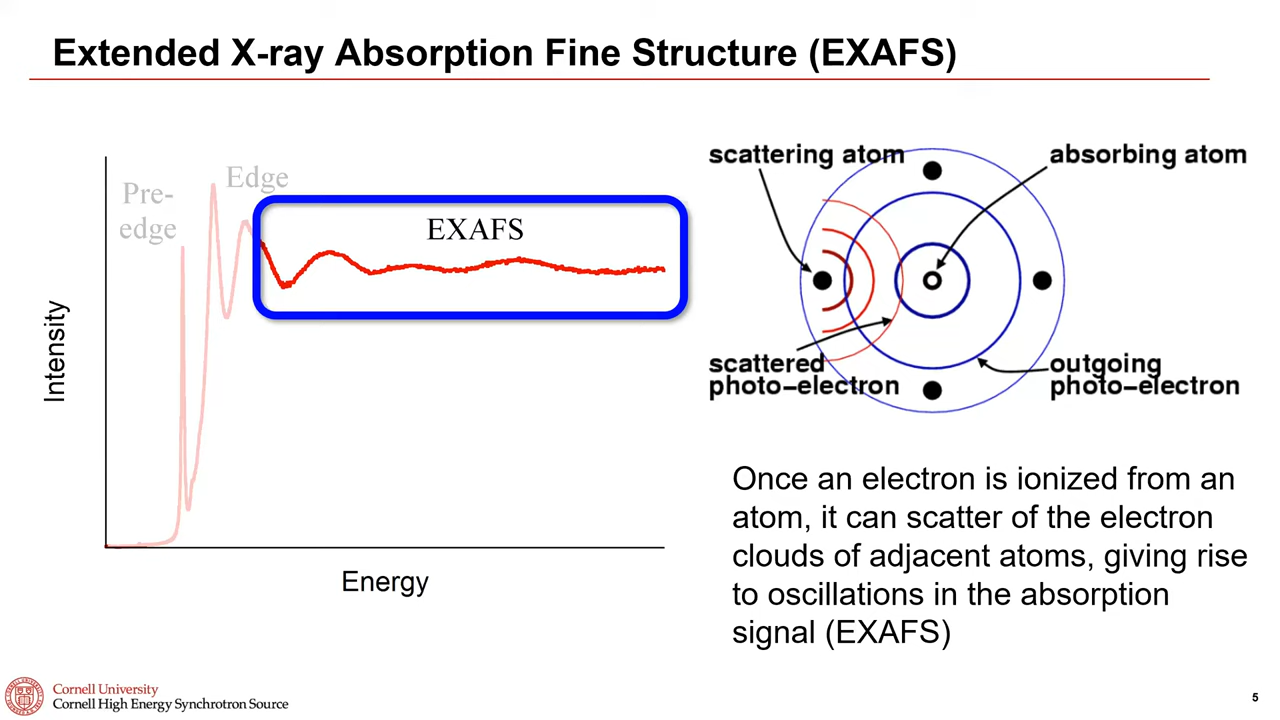 Extended X-ray Absorption Fine Structure (EXAFS)
Pre-
edge
Edge
EXAFS
Intensity
Energy
scattering atom
absorbing atom
scattered
photo-electron
outgoing
photo-electron
Once an electron is ionized from an
atom, it can scatter of the electron
clouds of adjacent atoms, giving rise
to oscillations in the absorption
signal (EXAFS)
Cornell University
Cornell High Energy Synchrotron Source
5